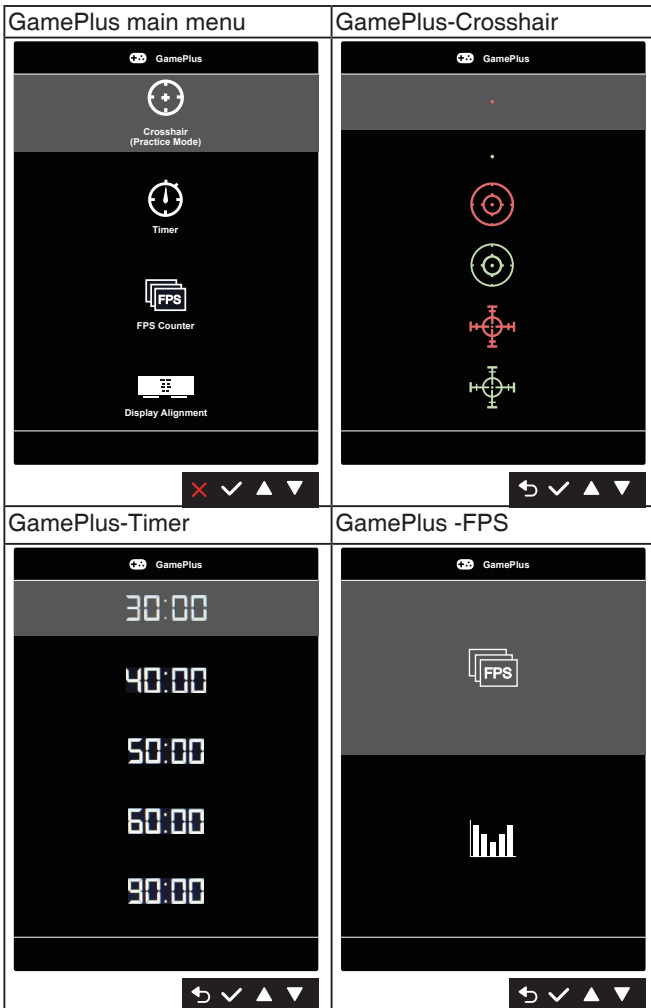 GamePlus main menu
GamePlus
Crosshair
(Practice Mode)
Timer
FPS
FPS Counter
Display Alignment
GamePlus-Crosshair
GamePlus
GamePlus-Timer
GamePlus
30:00
40:00
50:00
60:00
90:00
GamePlus -FPS
GamePlus
FPS